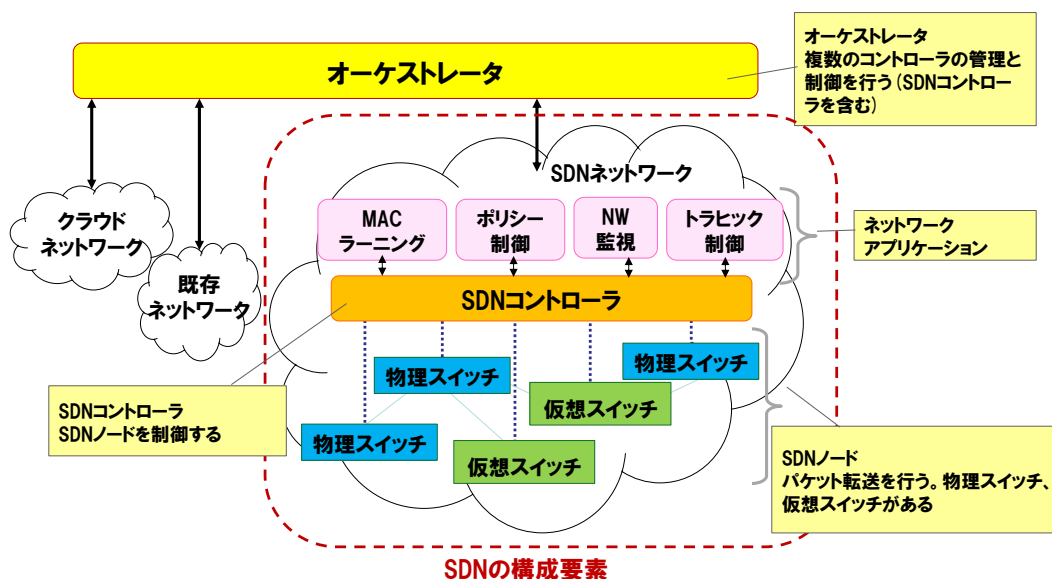 オーケストレータ
オーケストレータ
複数のコントローラの管理と
制御を行う(SDNコントロー
ラを含む)
SDNネットワーク
クラウド
ネットワーク
既存
ネットワーク
MAC
ラーニング
ポリシー
制御
NW
監視
トラヒック
制御
ネットワーク
アプリケーション
SDNコントローラ
物理スイッチ
物理スイッチ
仮想スイッチ
物理スイッチ
仮想スイッチ
SDNコントローラ
SDNノードを制御する
SDNノード
パケット転送を行う。物理スイッチ、
仮想スイッチがある
SDNの構成要素